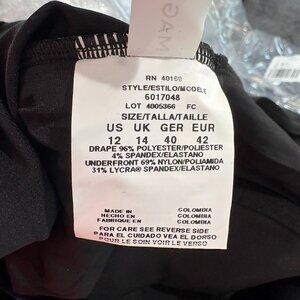 RN 40160
STYLE/ESTILO/MODELE
6017048
LOT 4005366 FC
SIZE/TALLA/TAILLE
US UK GER EUR
12 14 40 42
DRAPE 96% POLYESTER/POLIESTER
4% SPANDEX/ELASTANO
UNDERFRONT 69% NYLON/POLIAMIDA
31% LYCRA® SPANDEX/ELASTANO
MADE IN COLOMBIA
HECHO EN COLOMBIA
FABRIQUE EN COLOMBIE
FOR CARE SEE REVERSE SIDE
PARA EL CUIDADO VEA EL DORSO
POUR LE SOIN VOIR LE VERSO